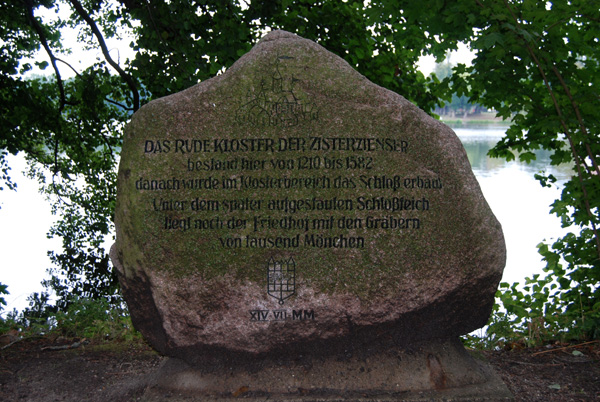 DAS RUDE-KLOSTER DER ZISTERZIENSER
bestand hier von 1210 bis 1582
danach wurde im Klosterbereich das Schloß erbaut
Unter dem später aufgestauten Schloßteich
liegt noch der Friedhof mit den Gräbern
von tausend Mönchen
XIV-VII-MM